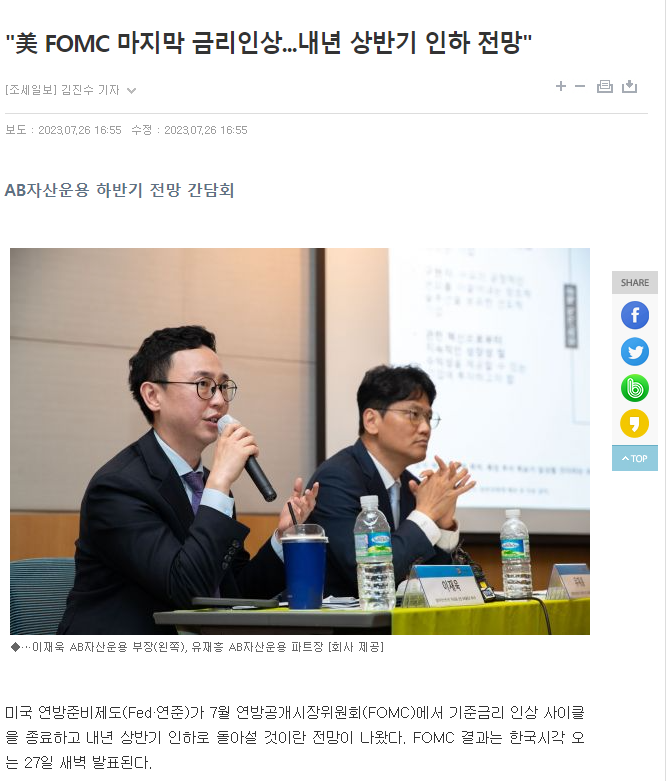 "美 FOMC 마지막 금리인상...내년 상반기 인하 전망"
[조세일보] 김진수 기자
보도 : 2023.07.26 16:55 수정 : 2023.07.26 16:55
AB자산운용 하반기 전망 간담회
SHARE
TOP
이재욱
◆…이재욱 AB자산운용 부장(왼쪽), 유재흥 AB자산운용 파트장 [회사 제공]
미국 연방준비제도(Fed·연준)가 7월 연방공개시장위원회(FOMC)에서 기준금리 인상 사이클
을 종료하고 내년 상반기 인하로 돌아설 것이란 전망이 나왔다. FOMC 결과는 한국시각 오
는 27일 새벽 발표된다.